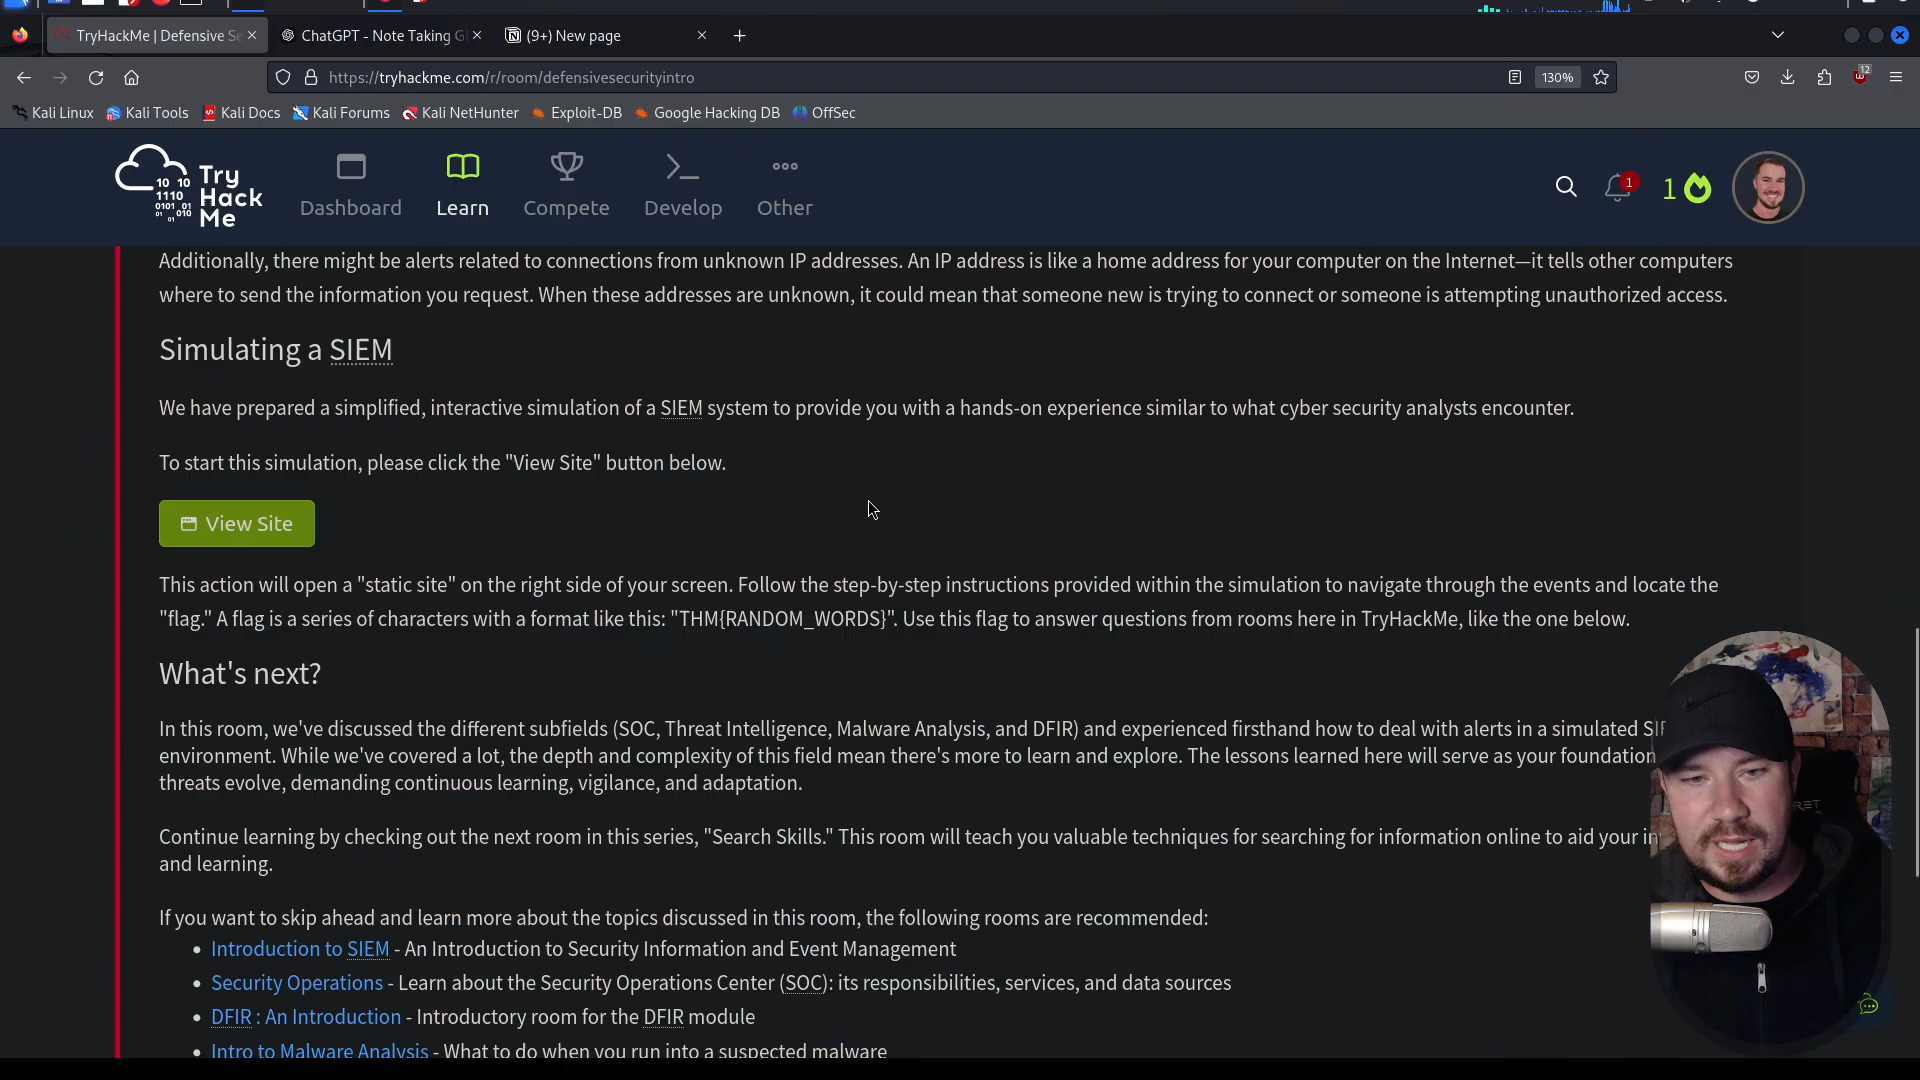 TryHackMe | Defensive Se
ChatGPT - Note Taking G
(9+) New page
https://tryhackme.com/r/room/defensivesecurityintro
130%
12
Kali Linux
Kali Tools
Kali Docs
Kali Forums
Kali NetHunter
Exploit-DB
Google Hacking DB
OffSec
Try
Hack
Me
10 10
1110
0101 01
01 010
Dashboard
Learn
Compete
Develop
Other
1
1
Additionally, there might be alerts related to connections from unknown IP addresses. An IP address is like a home address for your computer on the Internet—it tells other computers
where to send the information you request. When these addresses are unknown, it could mean that someone new is trying to connect or someone is attempting unauthorized access.
Simulating a SIEM
We have prepared a simplified, interactive simulation of a SIEM system to provide you with a hands-on experience similar to what cyber security analysts encounter.
To start this simulation, please click the "View Site" button below.
View Site
This action will open a "static site" on the right side of your screen. Follow the step-by-step instructions provided within the simulation to navigate through the events and locate the
"flag." A flag is a series of characters with a format like this: "THM{RANDOM_WORDS}". Use this flag to answer questions from rooms here in TryHackMe, like the one below.
What's next?
In this room, we've discussed the different subfields (SOC, Threat Intelligence, Malware Analysis, and DFIR) and experienced firsthand how to deal with alerts in a simulated
environment. While we've covered a lot, the depth and complexity of this field mean there's more to learn and explore. The lessons learned here will serve as your foundation
threats evolve, demanding continuous learning, vigilance, and adaptation.
Continue learning by checking out the next room in this series, "Search Skills." This room will teach you valuable techniques for searching for information online to aid your
and learning.
If you want to skip ahead and learn more about the topics discussed in this room, the following rooms are recommended:
• Introduction to SIEM - An Introduction to Security Information and Event Management
• Security Operations - Learn about the Security Operations Center (SOC): its responsibilities, services, and data sources
• DFIR : An Introduction - Introductory room for the DFIR module
• Intro to Malware Analysis - What to do when you run into a suspected malware